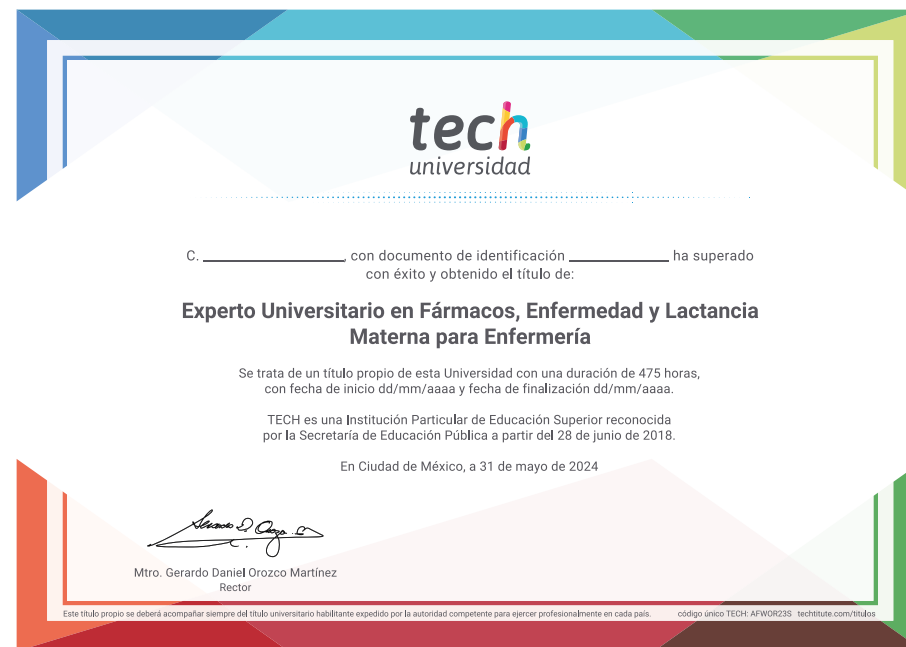 tech
universidad
C. ____________________, con documento de identificación ______________ ha superado
con éxito y obtenido el título de:
Experto Universitario en Fármacos, Enfermedad y Lactancia
Materna para Enfermería
Se trata de un título propio de esta Universidad con una duración de 475 horas,
con fecha de inicio dd/mm/aaaa y fecha de finalización dd/mm/aaaa.
TECH es una Institución Particular de Educación Superior reconocida
por la Secretaría de Educación Pública a partir del 28 de junio de 2018.
En Ciudad de México, a 31 de mayo de 2024
Mtro. Gerardo Daniel Orozco Martínez
Rector
Este título propio se deberá acompañar siempre del título universitario habilitante expedido por la autoridad competente para ejercer profesionalmente en cada país. código único TECH: AFWOR23S techtitute.com/titulos